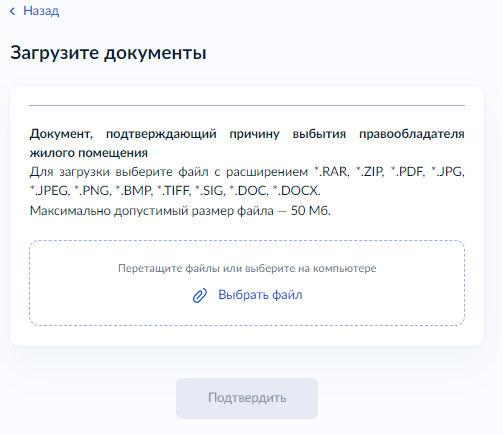 Назад
Загрузите документы
Документ, подтверждающий причину выбытия правообладателя
жилого помещения
Для загрузки выберите файл с расширением *.RAR, *.ZIP, *.PDF, *.JPG,
*.JPEG, *.PNG, *.BMP, *.TIFF, *.SIG, *.DOC, *.DOCX.
Максимально допустимый размер файла — 50 Мб.
Перетащите файлы или выберите на компьютере
Выбрать файл
Подтвердить